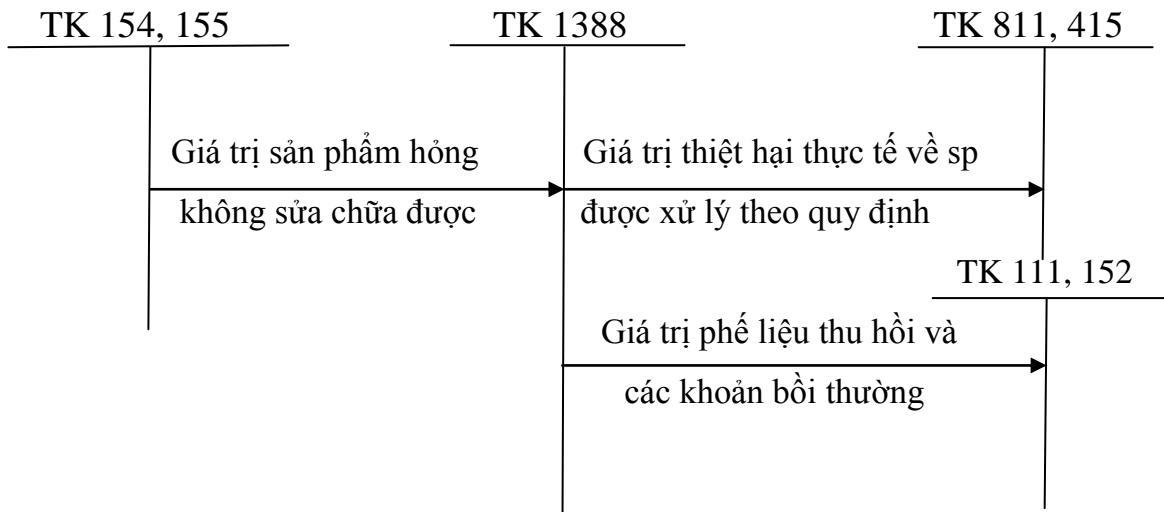 TK 154, 155
TK 1388
TK 811, 415
Giá trị sản phẩm hỏng
không sửa chữa được
Giá trị thiệt hại thực tế về sp
được xử lý theo quy định
TK 111, 152
Giá trị phế liệu thu hồi và
các khoản bồi thường